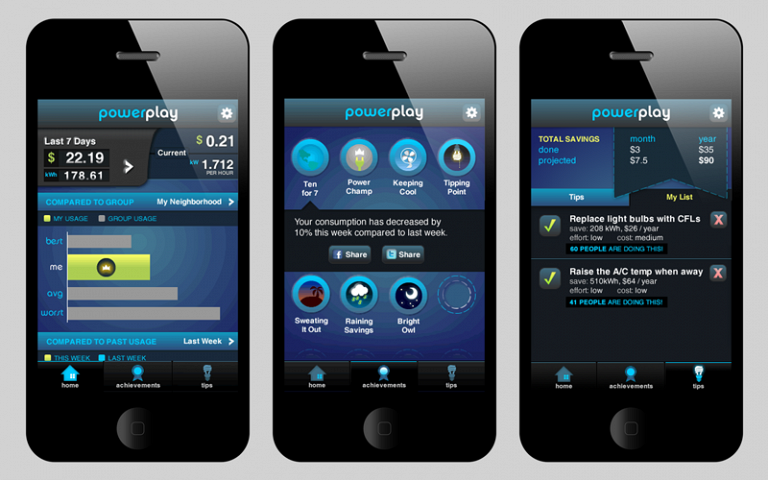 powerplay
Last 7 Days
$ 22.19
kWh 178.61
Current
$ 0.21
kW 1.712
PER HOUR
COMPARED TO GROUP My Neighborhood
MY USAGE GROUP USAGE
best
me
avg
worst
COMPARED TO PAST USAGE Last Week
THIS WEEK LAST WEEK
home achievements tips
powerplay
Ten for 7
Power Champ
Keeping Cool
Tipping Point
Your consumption has decreased by
10% this week compared to last week.
f Share t Share
Sweating It Out
Raining Savings
Bright Owl
home achievements tips
powerplay
TOTAL SAVINGS month year
done $3 $35
projected $7.5 $90
Tips My List
Replace light bulbs with CFLs
save: 208 kWh, $26 / year
effort: low cost: medium
60 PEOPLE ARE DOING THIS!
Raise the A/C temp when away
save: 510kWh, $64 / year
effort: low cost: low
41 PEOPLE ARE DOING THIS!
home achievements tips